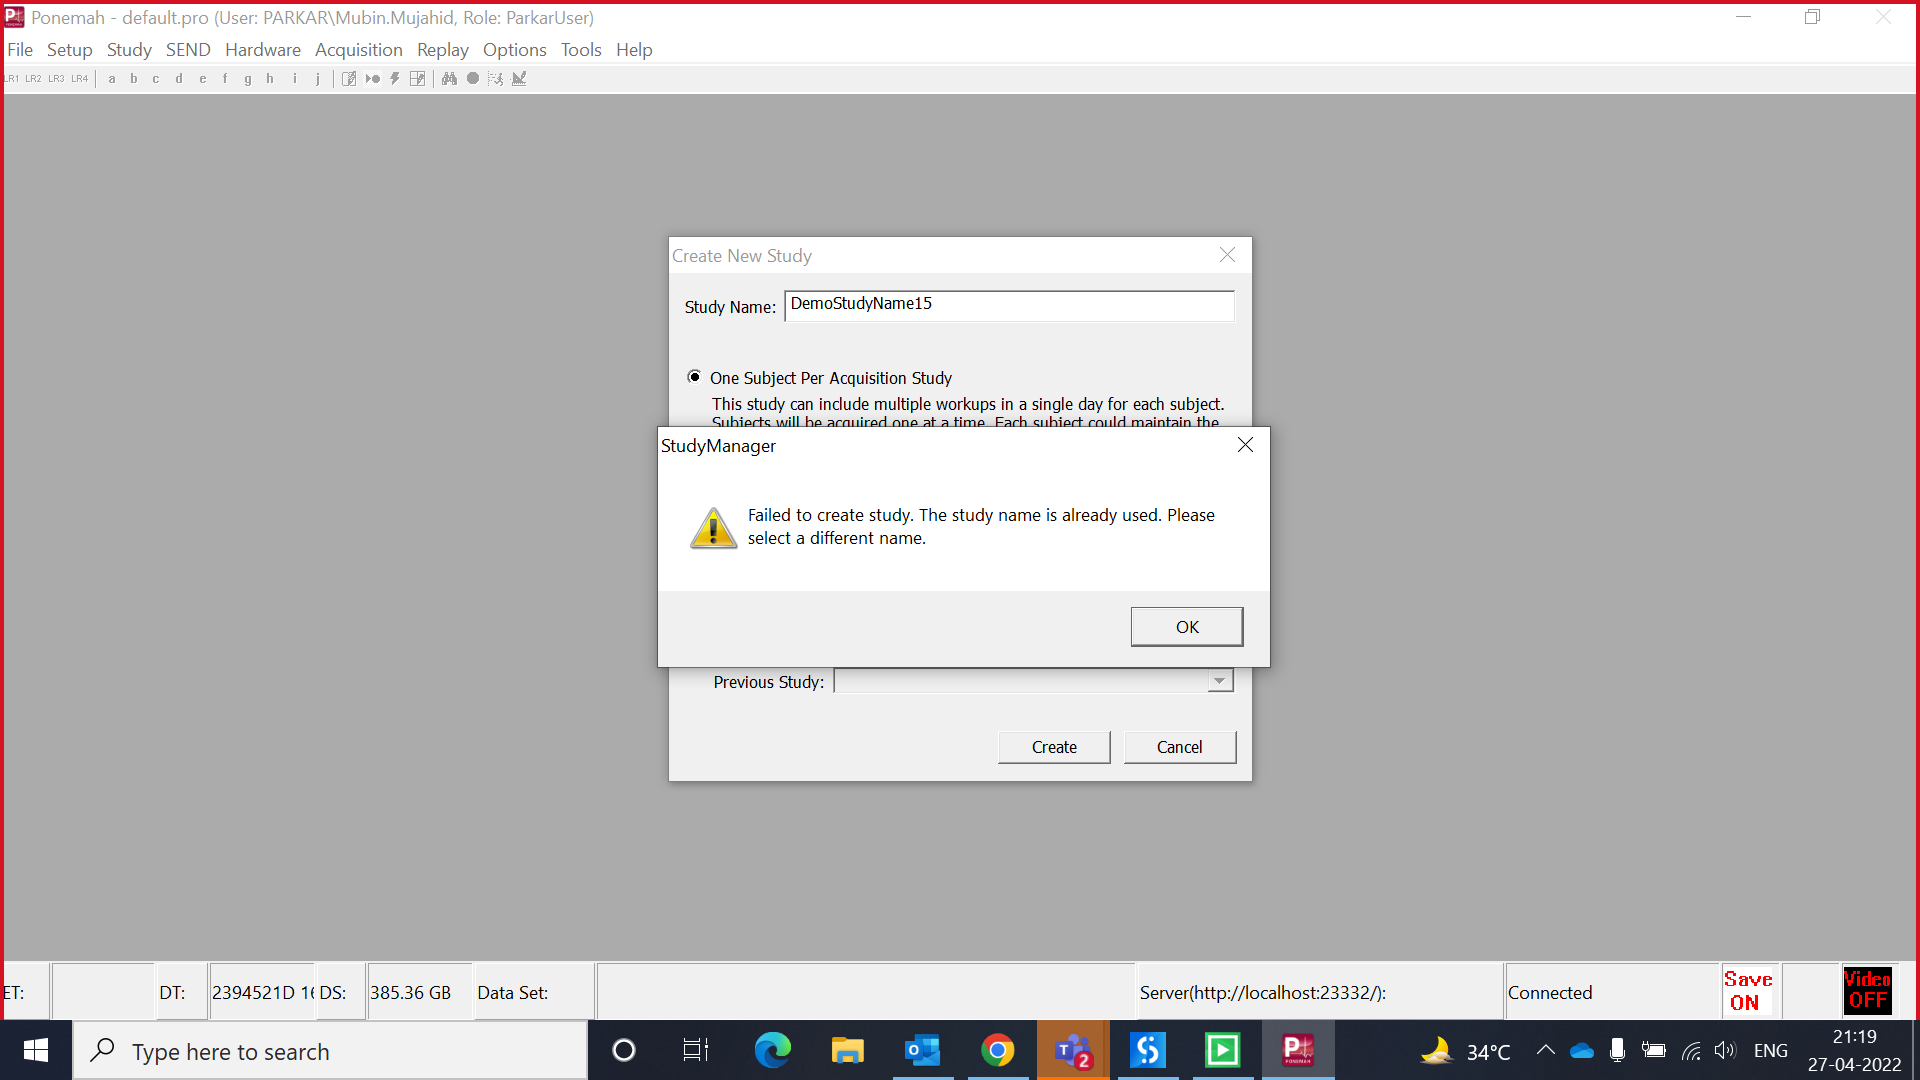 Ponemah - default.pro (User: PARKAR\Mubin.Mujahid, Role: ParkarUser)
File Setup Study SEND Hardware Acquisition Replay Options Tools Help
LR1 LR2 LR3 LR4 a b c d e f g h i j
Create New Study
Study Name: DemoStudyName15
One Subject Per Acquisition Study
This study can include multiple workups in a single day for each subject.
Subjects will be acquired one at a time. Each subject could maintain the
StudyManager
Failed to create study. The study name is already used. Please
select a different name.
OK
Previous Study:
Create Cancel
ET: DT: 2394521D DS: 385.36 GB Data Set: Server(http://localhost:23332/): Connected Save ON Video OFF
Type here to search
2
34°C ENG 21:19
27-04-2022